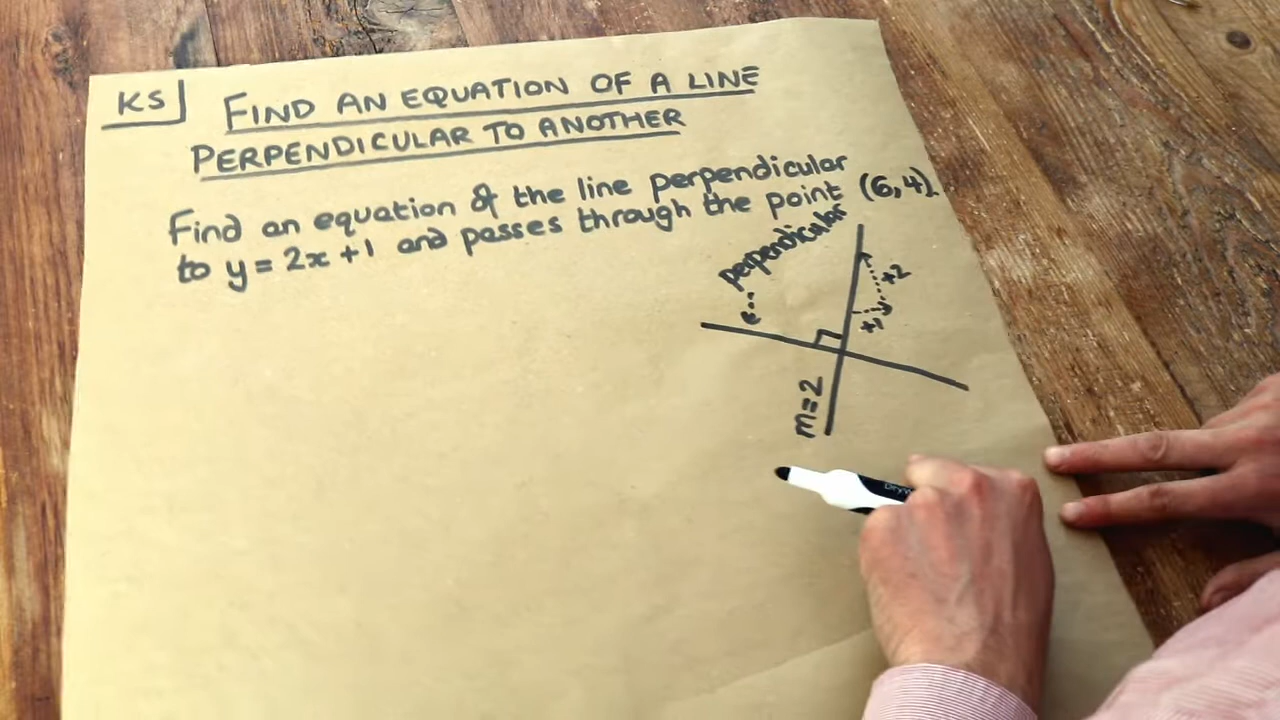 KS
FIND AN EQUATION OF A LINE
PERPENDICULAR TO ANOTHER
Find an equation of the line perpendicular
to y = 2x +1 and passes through the point (6,4).
perpendicular
+2
+1
m=2